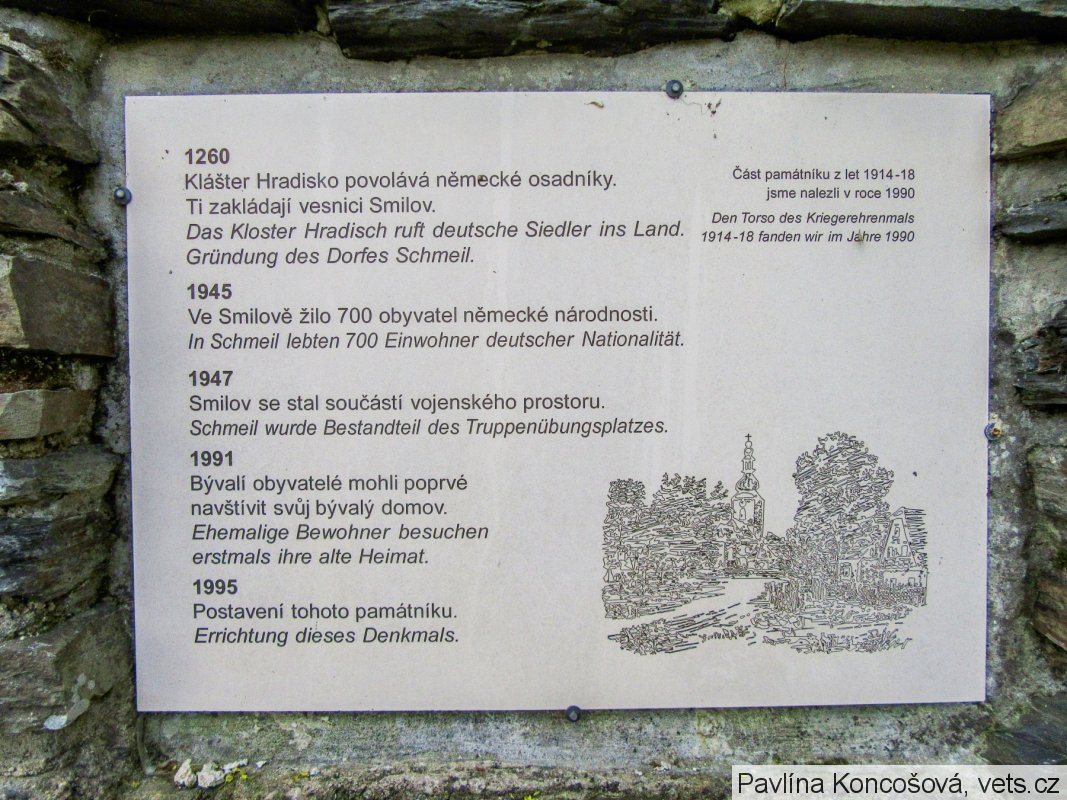 1260
Klášter Hradisko povolává německé osadníky.
Ti zakládají vesnici Smilov.
Das Kloster Hradisch ruft deutsche Siedler ins Land.
Gründung des Dorfes Schmeil.
Část památníku z let 1914-18
jsme nalezli v roce 1990
Den Torso des Kriegerehrenmals
1914-18 fanden wir im Jahre 1990
1945
Ve Smilově žilo 700 obyvatel německé národnosti.
In Schmeil lebten 700 Einwohner deutscher Nationalität.
1947
Smilov se stal součástí vojenského prostoru.
Schmeil wurde Bestandteil des Truppenübungsplatzes.
1991
Bývalí obyvatelé mohli poprvé
navštívit svůj bývalý domov.
Ehemalige Bewohner besuchen
erstmals ihre alte Heimat.
1995
Postavení tohoto památníku.
Errichtung dieses Denkmals.
Pavlína Koncošová, vets.cz